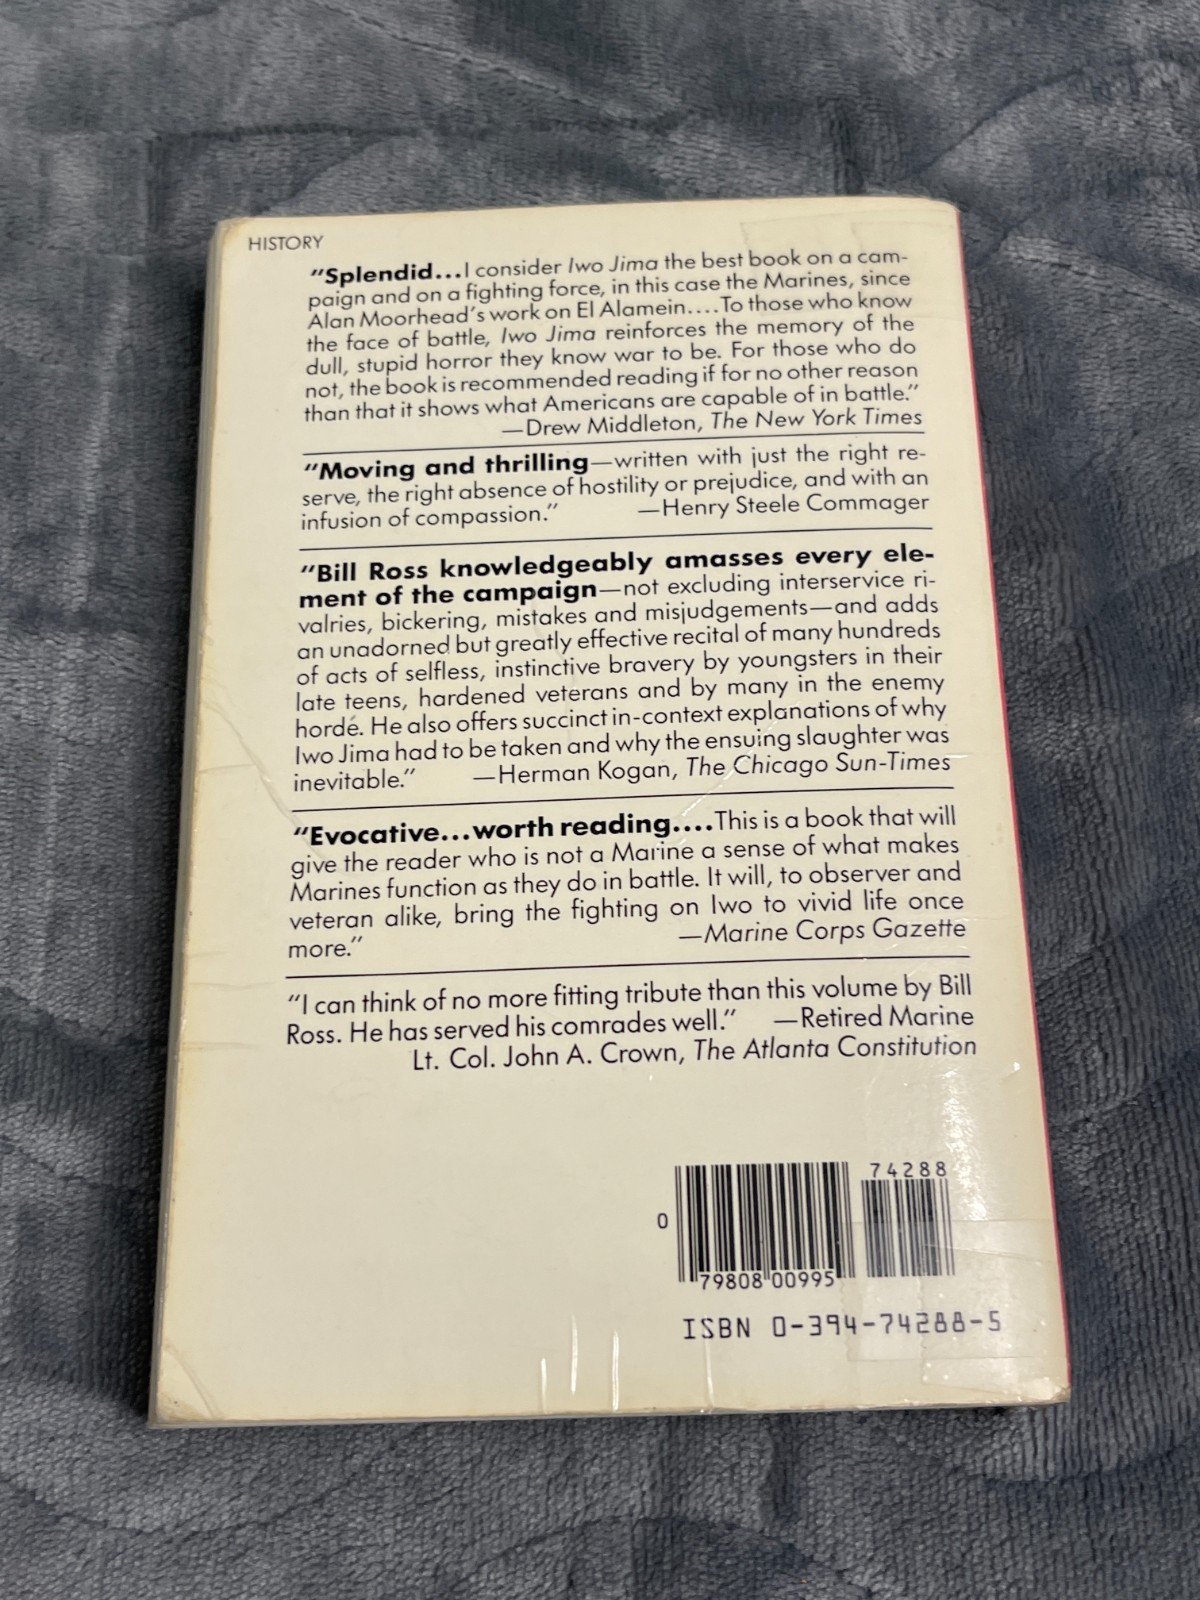 HISTORY
"Splendid...I consider Iwo Jima the best book on a cam-
paign and on a fighting force, in this case the Marines, since
Alan Moorhead's work on El Alamein....To those who know
the face of battle, Iwo Jima reinforces the memory of the
dull, stupid horror they know war to be. For those who do
not, the book is recommended reading if for no other reason
than that it shows what Americans are capable of in battle."
—Drew Middleton, The New York Times
"Moving and thrilling—written with just the right re-
serve, the right absence of hostility or prejudice, and with an
infusion of compassion." —Henry Steele Commager
"Bill Ross knowledgeably amasses every ele-
ment of the campaign—not excluding interservice ri-
valries, bickering, mistakes and misjudgements—and adds
an unadorned but greatly effective recital of many hundreds
of acts of selfless, instinctive bravery by youngsters in their
late teens, hardened veterans and by many in the enemy
hordé. He also offers succinct in-context explanations of why
Iwo Jima had to be taken and why the ensuing slaughter was
inevitable." —Herman Kogan, The Chicago Sun-Times
"Evocative...worth reading....This is a book that will
give the reader who is not a Marine a sense of what makes
Marines function as they do in battle. It will, to observer and
veteran alike, bring the fighting on Iwo to vivid life once
more." —Marine Corps Gazette
"I can think of no more fitting tribute than this volume by Bill
Ross. He has served his comrades well." —Retired Marine
Lt. Col. John A. Crown, The Atlanta Constitution
74288
0
79808 00995
ISBN 0-394-74288-5